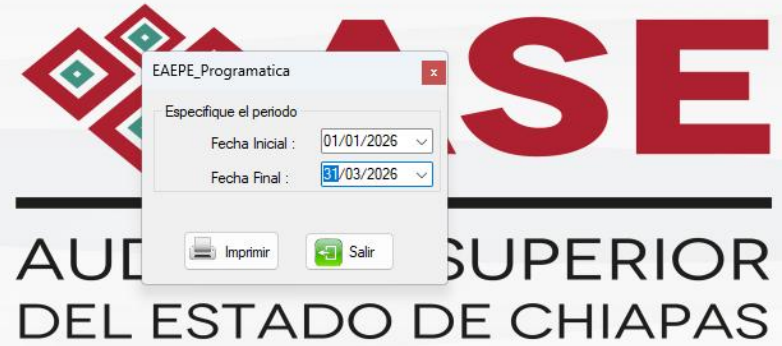 ASE
EAEPE_Programatica
x
Especifique el periodo
Fecha Inicial : 01/01/2026
Fecha Final : 31/03/2026
Imprimir Salir
SUPERIOR
DEL ESTADO DE CHIAPAS